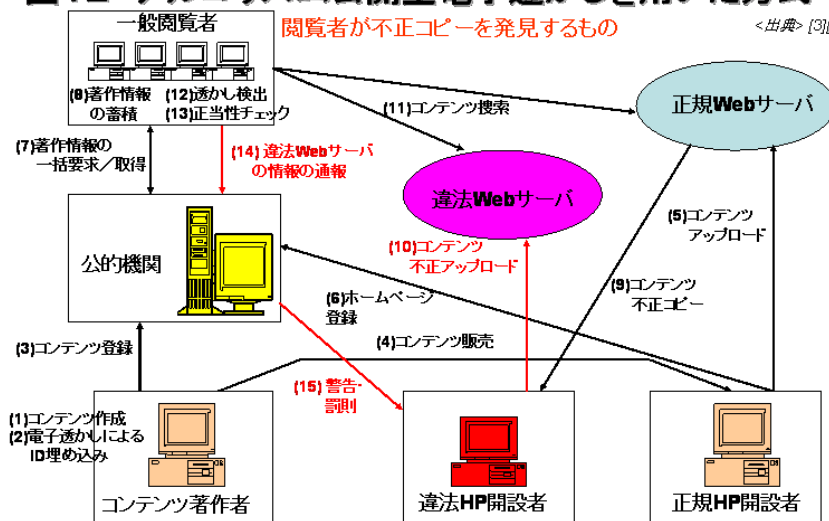 一般閲覧者
閲覧者が不正コピーを発見するもの
<出典> [3]
(8)著作情報
の蓄積
(12)透かし検出
(13)正当性チェック
(11)コンテンツ捜索
正規Webサーバ
(7)著作情報の
一括要求/取得
(14) 違法Webサーバ
の情報の通報
違法Webサーバ
(5)コンテンツ
アップロード
公的機関
(10)コンテンツ
不正アップロード
(9)コンテンツ
不正コピー
(6)ホームページ
登録
(3)コンテンツ登録
(4)コンテンツ販売
(15) 警告・
罰則
(1)コンテンツ作成
(2)電子透かしによる
ID埋め込み
コンテンツ著作者
違法HP開設者
正規HP開設者